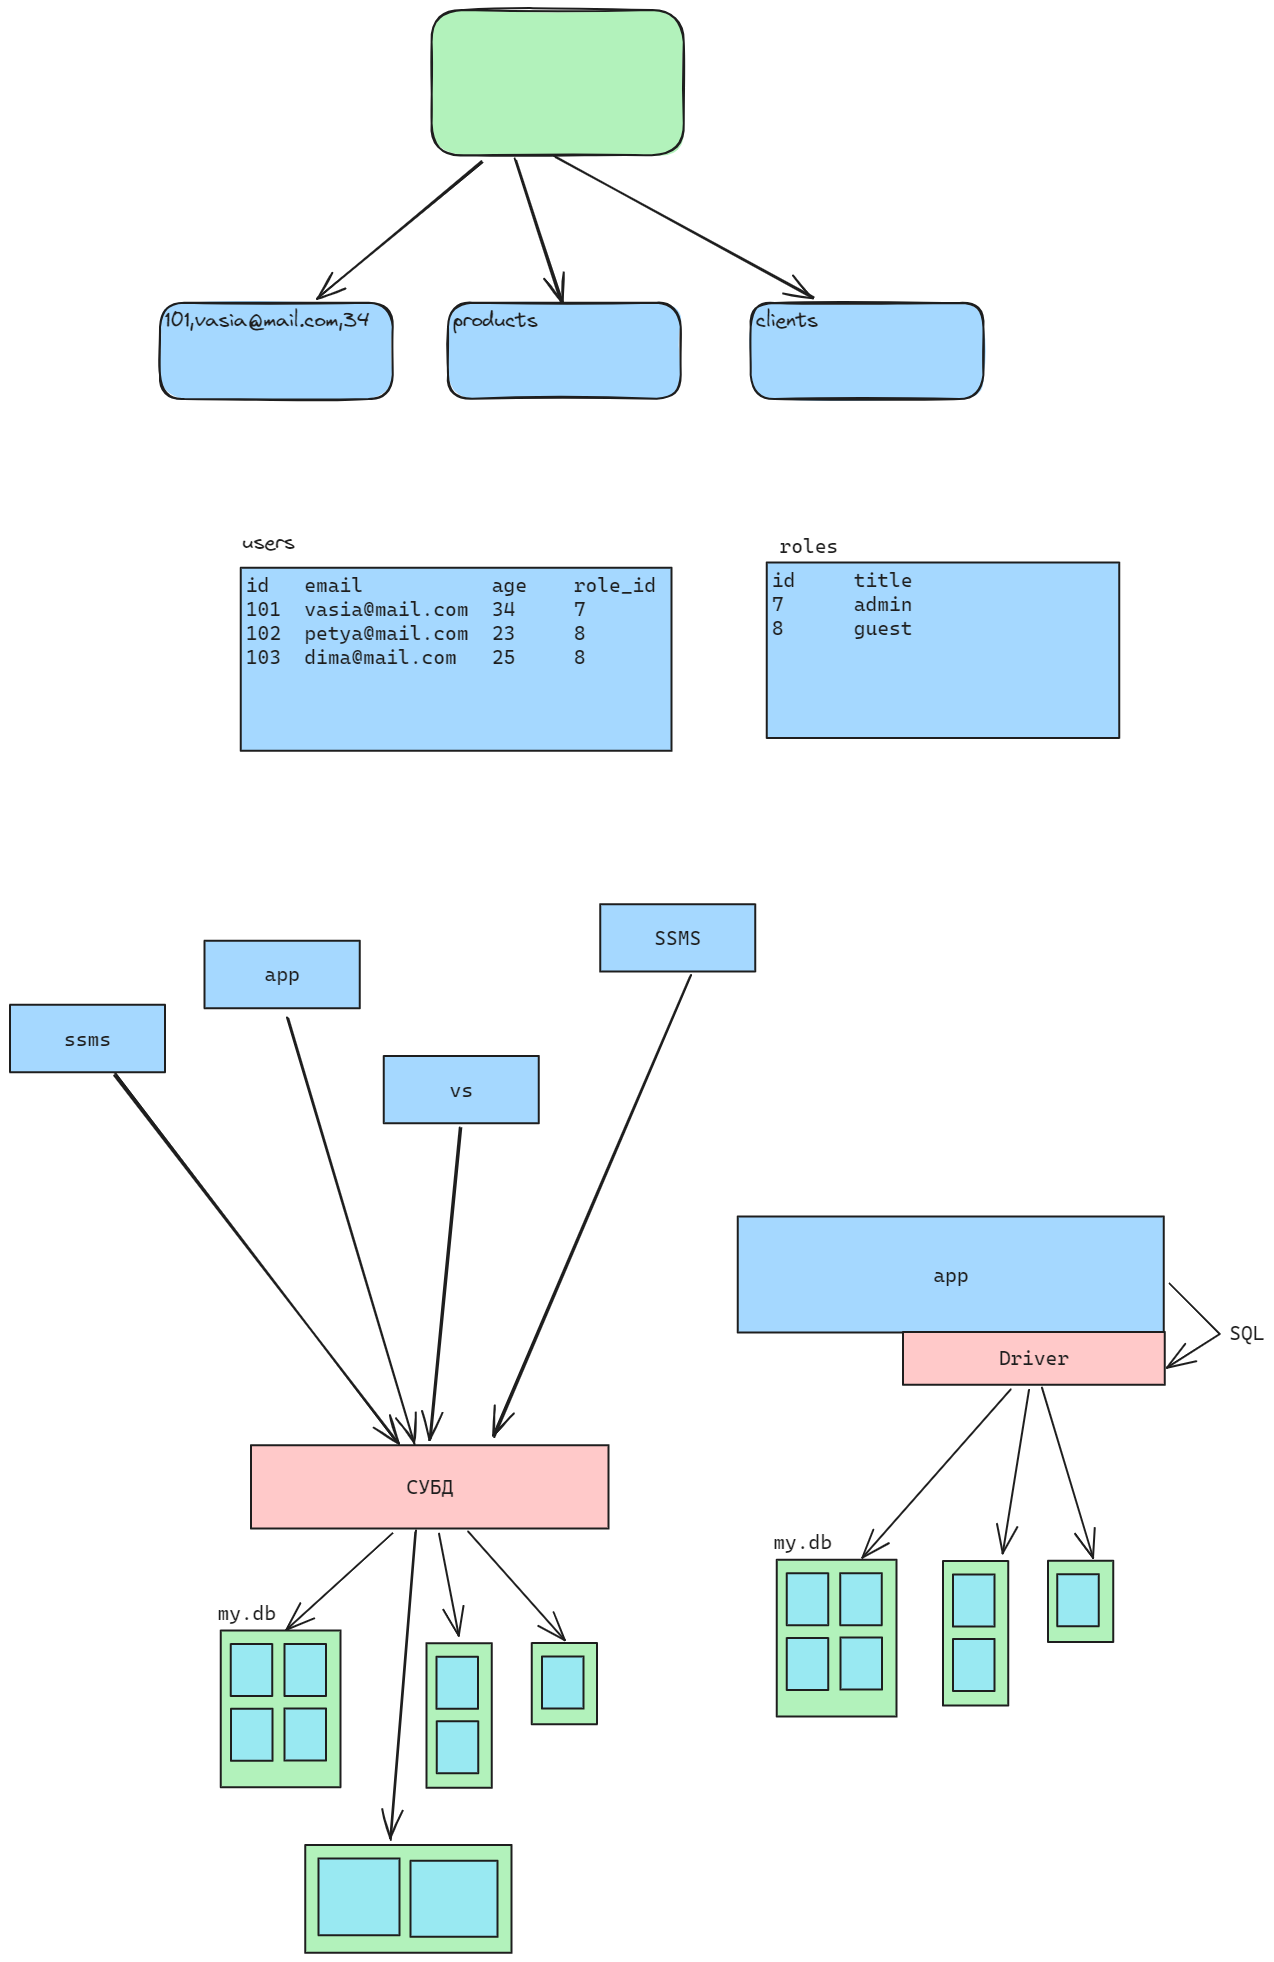 101,vasia@mail.com,34
products
clients
users
id email age role_id
101 vasia@mail.com 34 7
102 petya@mail.com 23 8
103 dima@mail.com 25 8
roles
id title
7 admin
8 guest
SSMS
app
ssms
vs
app
SQL
Driver
СУБД
my.db
my.db